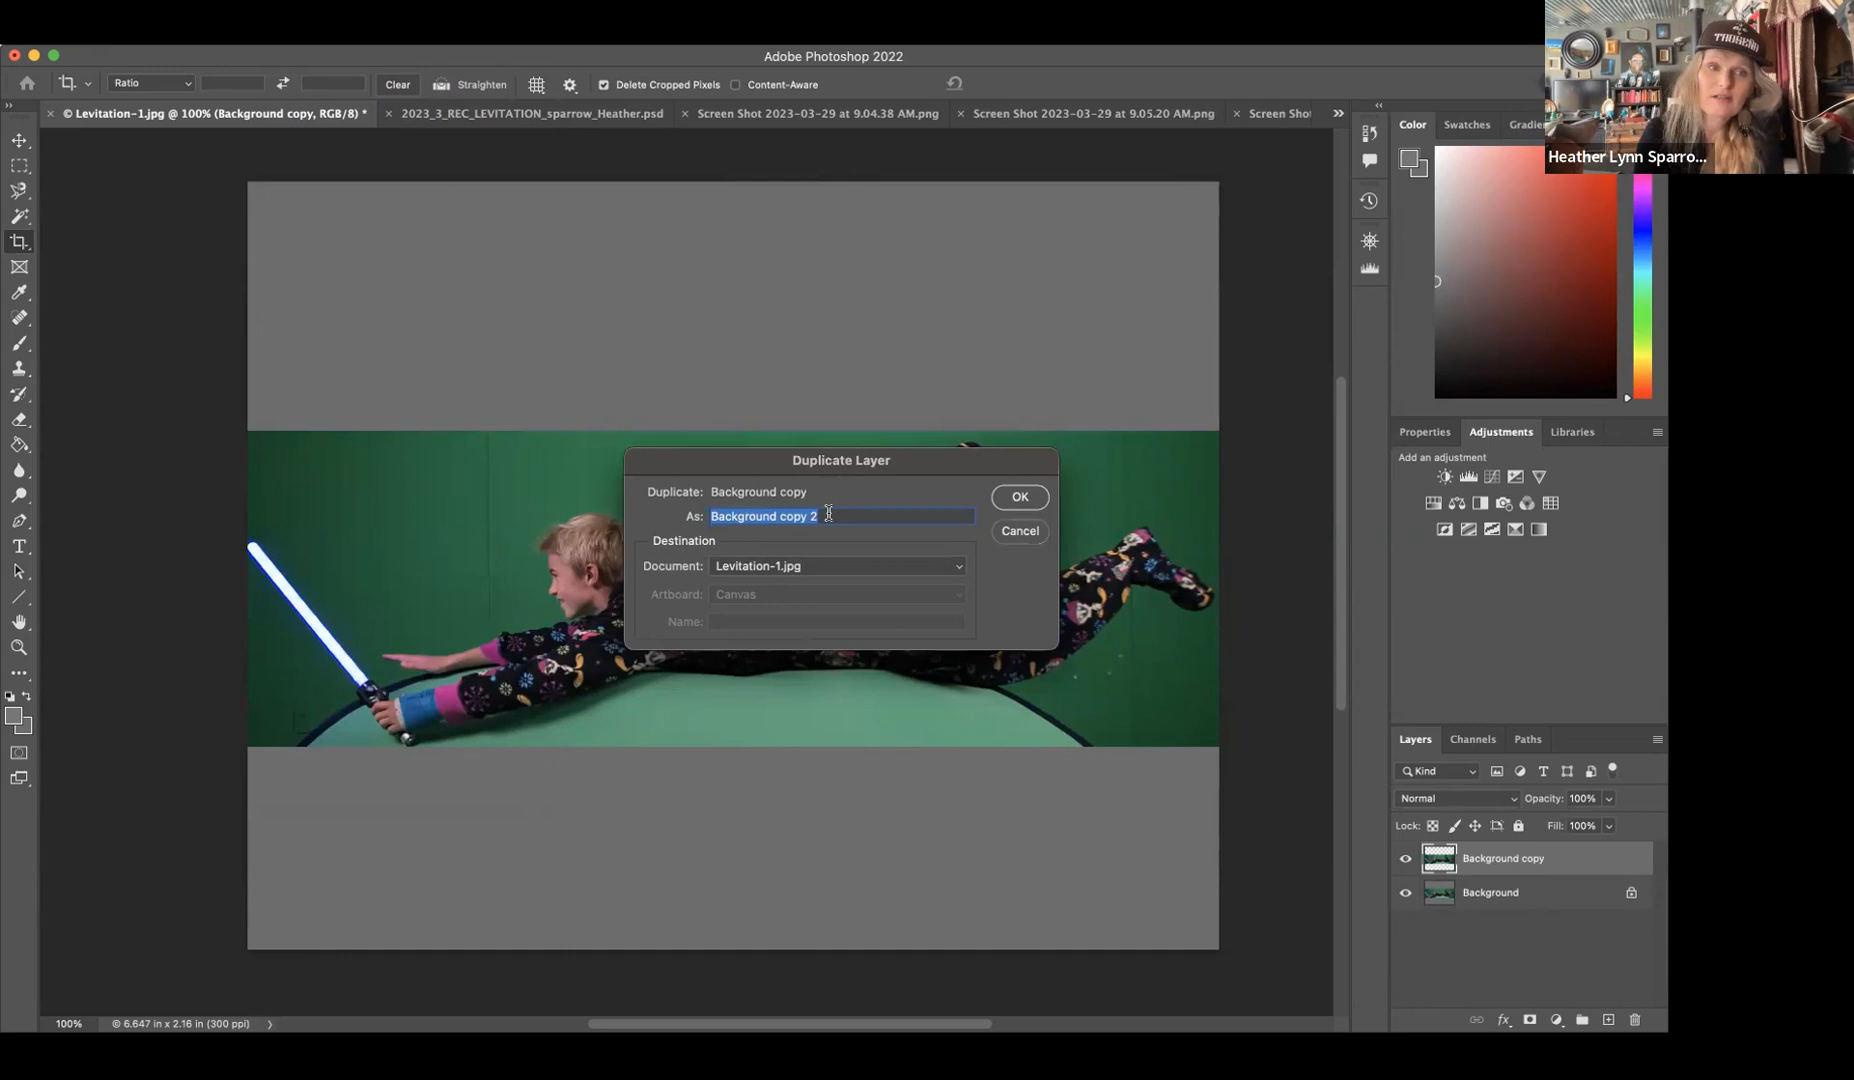 Adobe Photoshop 2022
Ratio
Clear
Straighten
Delete Cropped Pixels
Content-Aware
© Levitation-1.jpg @ 100% (Background copy, RGB/8) *
2023_3_REC_LEVITATION_sparrow_Heather.psd
Screen Shot 2023-03-29 at 9.04.38 AM.png
Screen Shot 2023-03-29 at 9.05.20 AM.png
Screen Sho
Color
Swatches
Gradien
Heather Lynn Sparro...
Duplicate Layer
Duplicate: Background copy
As: Background copy 2
OK
Cancel
Destination
Document: Levitation-1.jpg
Artboard: Canvas
Name:
Properties
Adjustments
Libraries
Add an adjustment
Layers
Channels
Paths
Kind
Normal
Opacity: 100%
Lock:
Fill: 100%
Background copy
Background
fx
100%
© 6.647 in x 2.16 in (300 ppi)